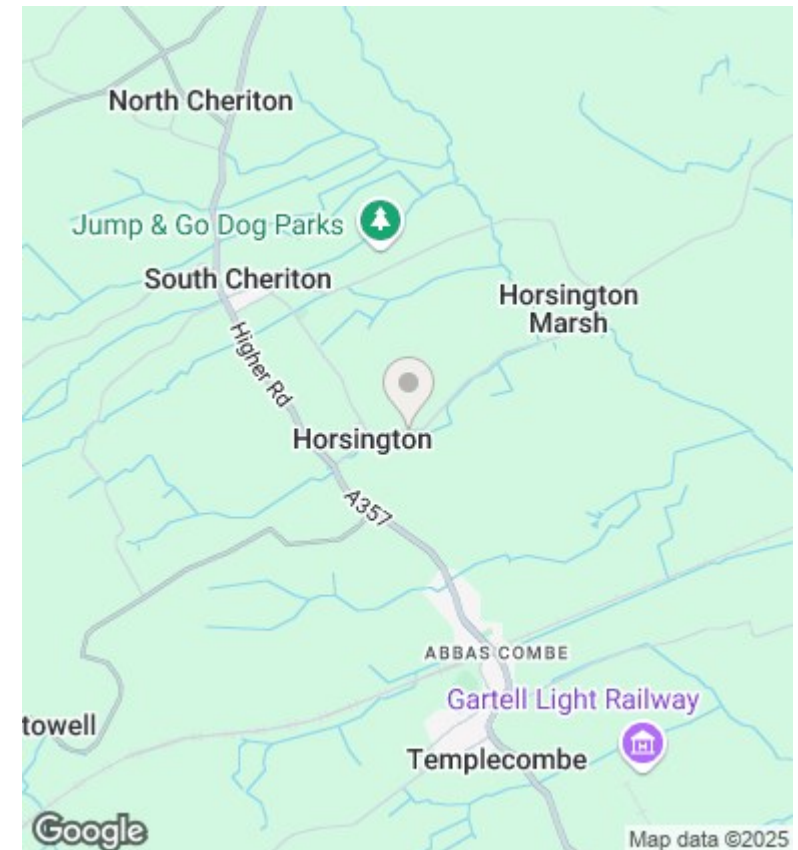 North Cheriton
Jump & Go Dog Parks
South Cheriton
Horsington
Marsh
Higher Rd
Horsington
A357
ABBAS COMBE
Gartell Light Railway
towell
Templecombe
Google
Map data ©2025